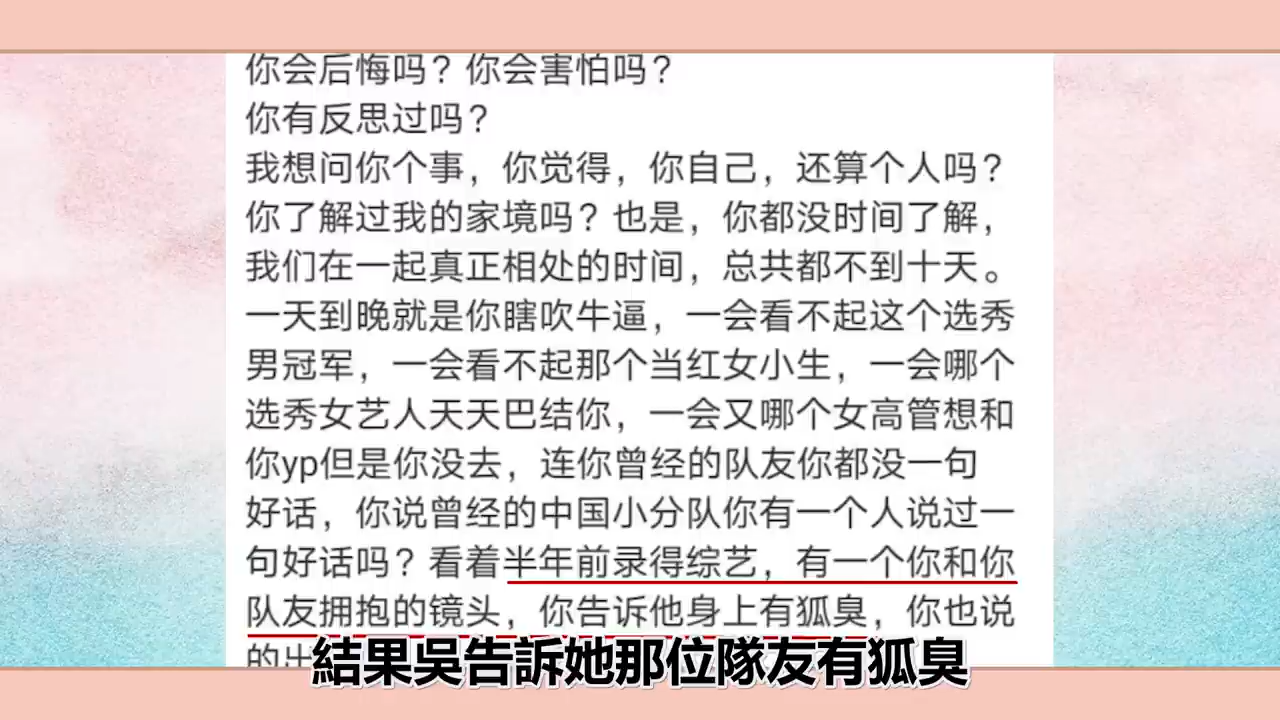 你会后悔吗？你会害怕吗？
你有反思过吗？
我想问你个事，你觉得，你自己，还算个人吗？
你了解过我的家境吗？也是，你都没时间了解，
我们在一起真正相处的时间，总共都不到十天。
一天到晚就是你瞎吹牛逼，一会看不起这个选秀
男冠军，一会看不起那个当红女小生，一会哪个
选秀女艺人天天巴结你，一会又哪个女高管想和
你yp但是你没去，连你曾经的队友你都没一句
好话，你说曾经的中国小分队你有一个人说过一
句好话吗？看着半年前录得综艺，有一个你和你
队友拥抱的镜头，你告诉他身上有狐臭，你也说
的出
結果吳告訴她那位隊友有狐臭